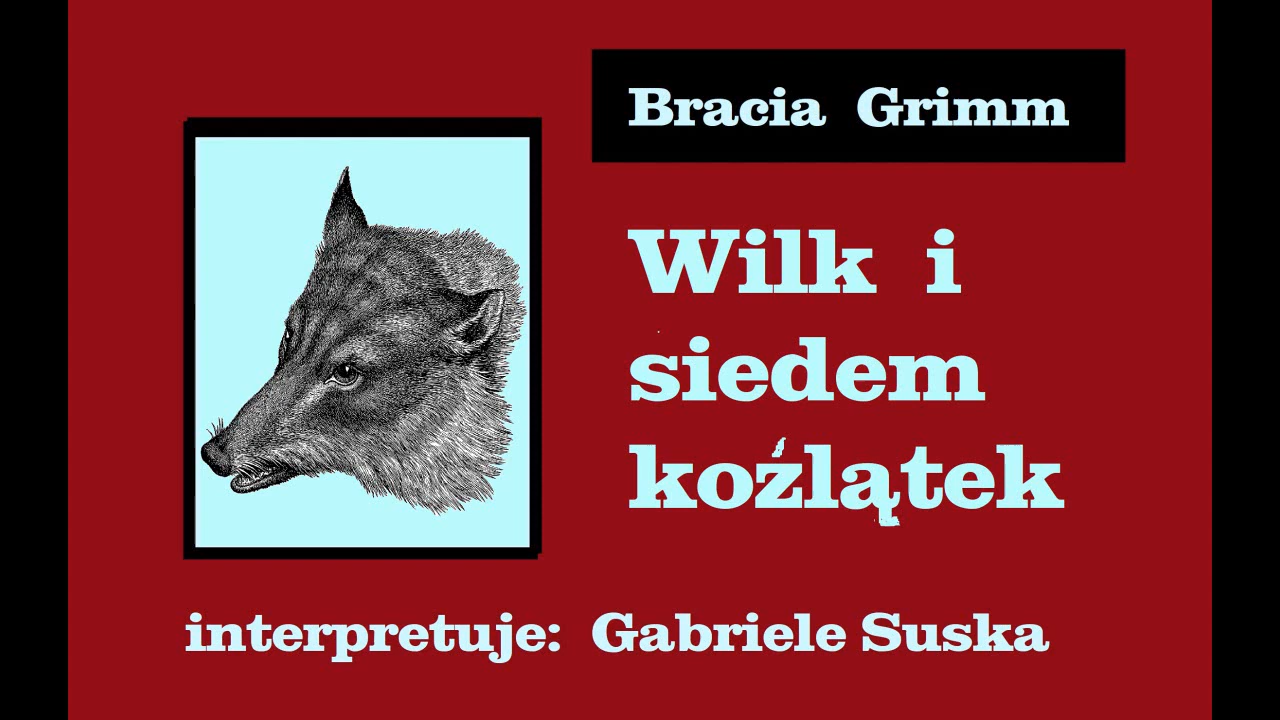 Bracia Grimm
Wilk i
siedem
koźlątek
interpretuje: Gabriele Suska